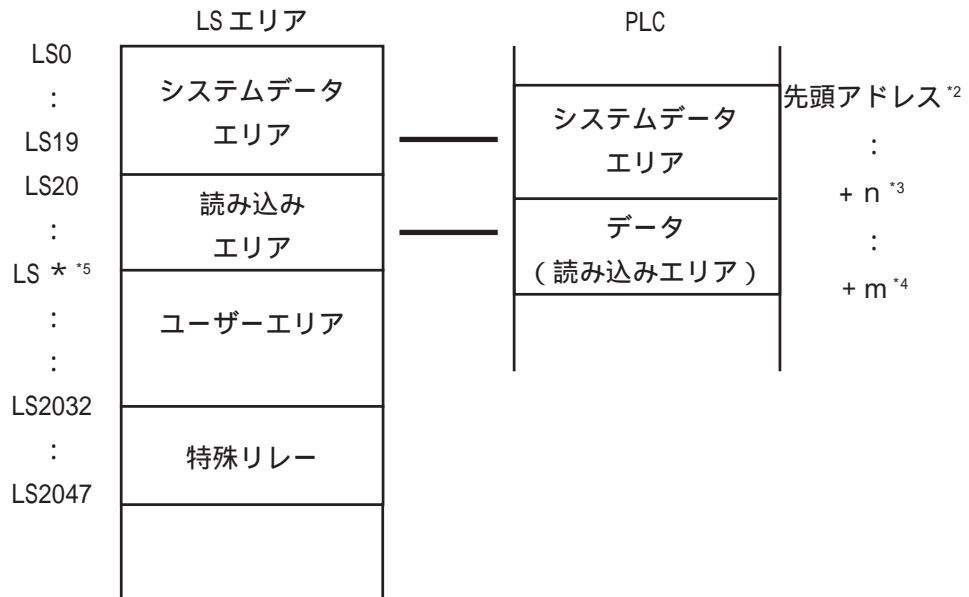 LS エリア
LS0
:
LS19
LS20
:
LS ＊ *5
:
:
LS2032
:
LS2047
システムデータ
エリア
読み込み
エリア
ユーザーエリア
特殊リレー
PLC
システムデータ
エリア
データ
（読み込みエリア）
先頭アドレス *2
:
+ n *3
:
+ m *4